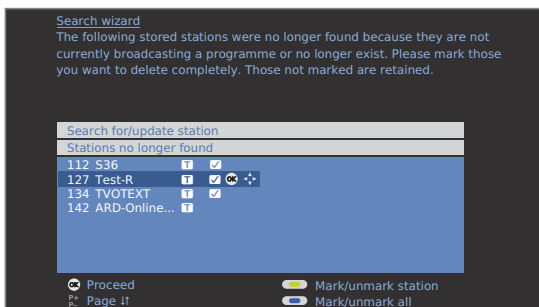 Search wizard
The following stored stations were no longer found because they are not
currently broadcasting a programme or no longer exist. Please mark those
you want to delete completely. Those not marked are retained.
Search for/update station
Stations no longer found
112 S36 T
127 Test-R T OK
134 TVOTEXT T
142 ARD-Online... T
OK Proceed Mark/unmark station
P+ P- Page Mark/unmark all